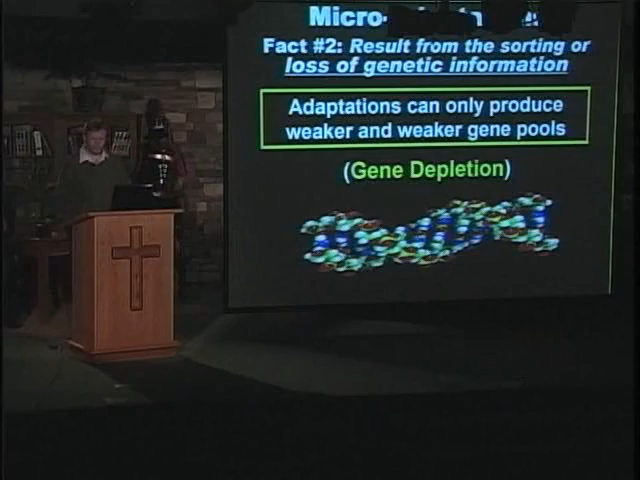 Micro-
Fact #2: Result from the sorting or
loss of genetic information
Adaptations can only produce
weaker and weaker gene pools
(Gene Depletion)